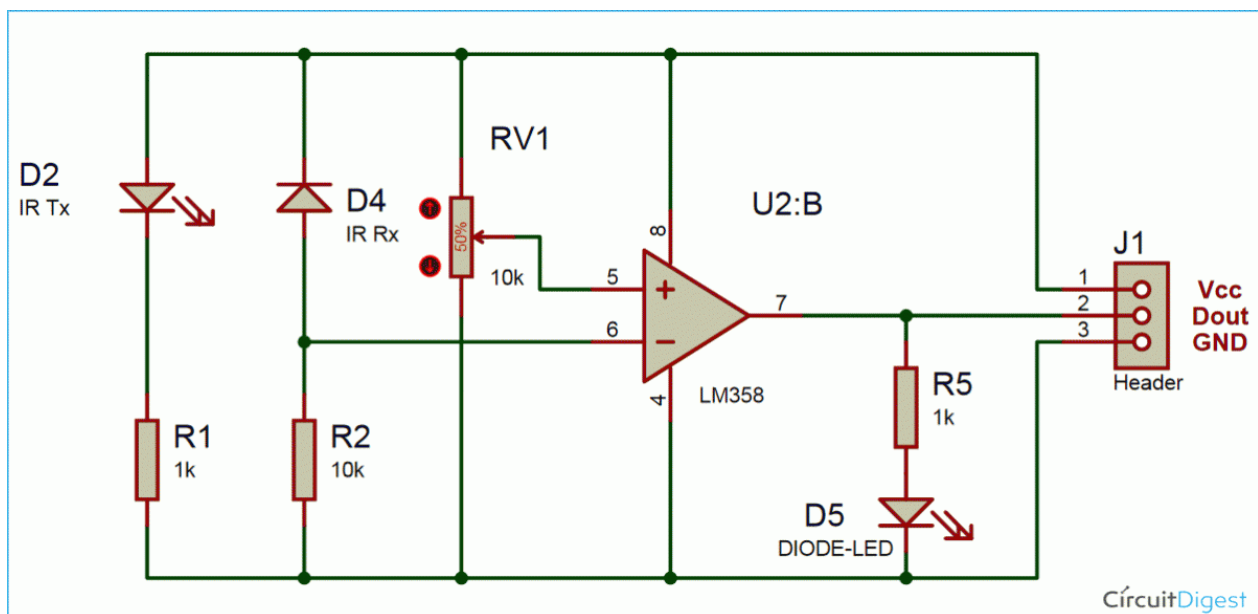 D2
IR Tx
D4
IR Rx
RV1
50%
10k
U2:B
8
5
+
6
−
7
4
LM358
J1
1
2
3
Vcc
Dout
GND
Header
R1
1k
R2
10k
R5
1k
D5
DIODE-LED
CircuitDigest